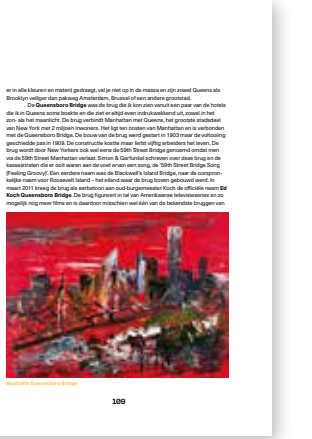 er in alle kleuren en maten) gedraagt, val je niet op in de massa en zijn zowel Queens als
Brooklyn veiliger dan pakweg Amsterdam, Brussel of een andere grootstad.
De Queensboro Bridge was de brug die ik kon zien vanuit een paar van de hotels
die ik in Queens soms boekte en die ziet er altijd even indrukwekkend uit, zowel in het
zon- als het maanlicht. De brug verbindt Manhattan met Queens, het grootste stadsdeel
van New York met 2 miljoen inwoners. Het ligt ten oosten van Manhattan en is verbonden
met de Queensboro Bridge. De bouw van de brug werd gestart in 1903 maar de voltooiing
geschiedde pas in 1909. De constructie kostte maar liefst vijftig arbeiders het leven. De
brug wordt door New Yorkers ook wel eens de 59th Street Bridge genoemd omdat men
via de 59th Street Manhattan verlaat. Simon & Garfunkel schreven over deze brug en de
kasseistraten die er ooit waren aan de voet ervan een song, de '59th Street Bridge Song
(Feeling Groovy)'. Een eerdere naam was de Blackwell's Island Bridge, naar de oorspron-
kelijke naam voor Roosevelt Island – het eiland waar de brug boven gebouwd werd. In
maart 2011 kreeg de brug als eerbetoon aan oud-burgemeester Koch de officiële naam Ed
Koch Queensboro Bridge. De brug figureert in tal van Amerikaanse televisieseries en zo
mogelijk nog meer films en is daardoor misschien wel één van de bekendste bruggen van
Illustratie Queensboro Bridge
109